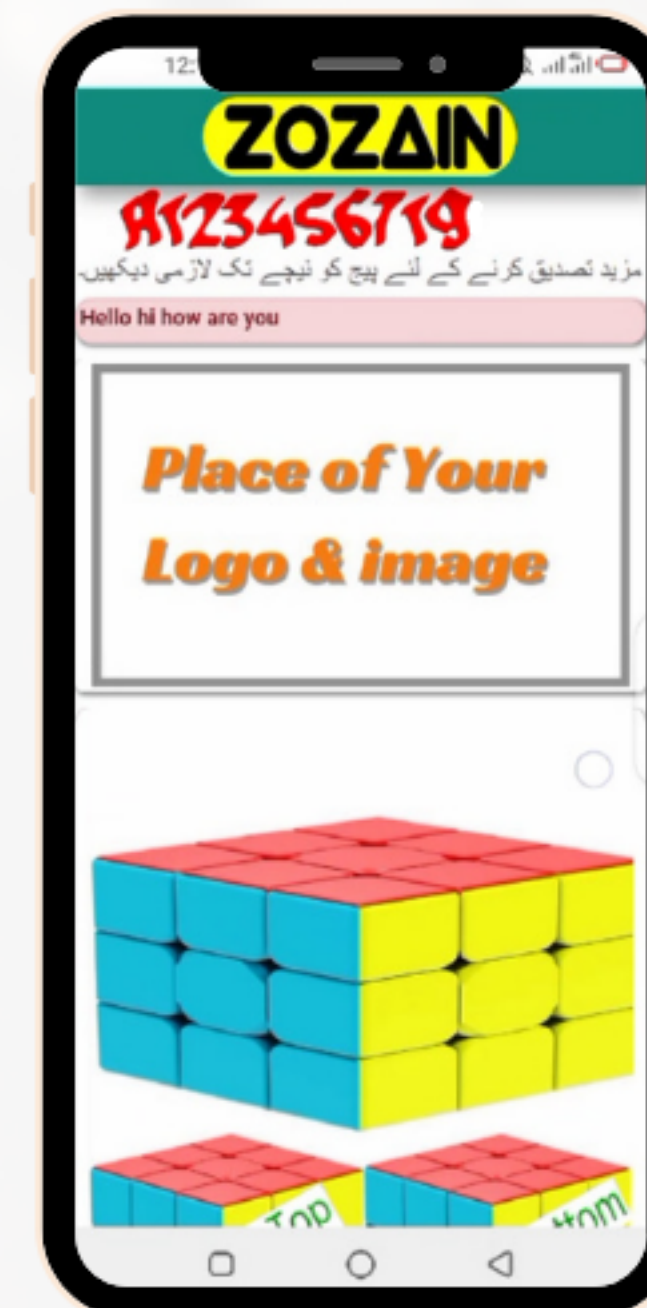 12:
ZOZAIN
A123456719
مزید تصدیق کرنے کے لئے پیج کو نیچے تک لازمی دیکھیں۔
Hello hi how are you
Place of Your
Logo & image
Top
ttom